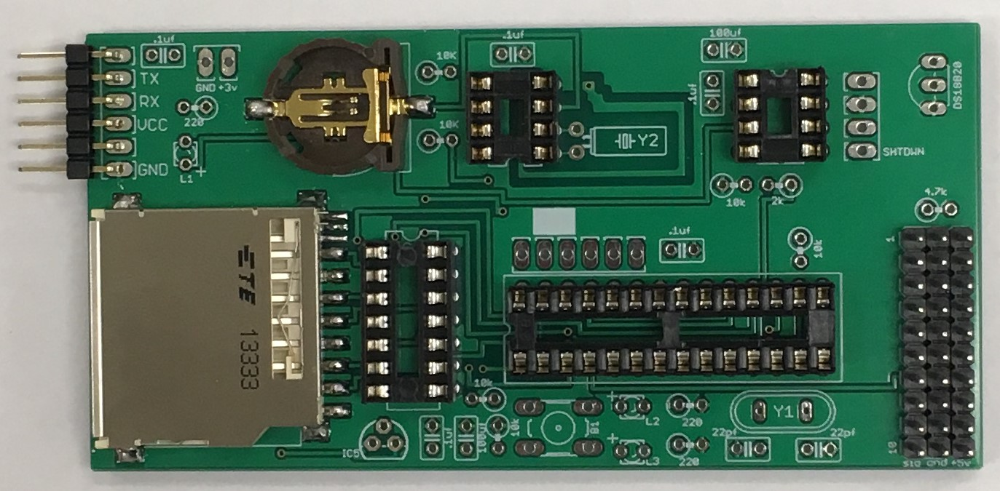 .1uf
.1uf
100uf
TX
GND
+3v
10K
RX
220
VCC
.1uf
DS18B20
10K
Y2
SHTDWN
GND
L1
+
10k
2k
4.7k
1
.1uf
10k
ETE
13333
10k
+
L2
220
Y1
IC5
.1uf
100uf
10k
B1
+
L3
220
22pf
22pf
10
sig gnd +5v